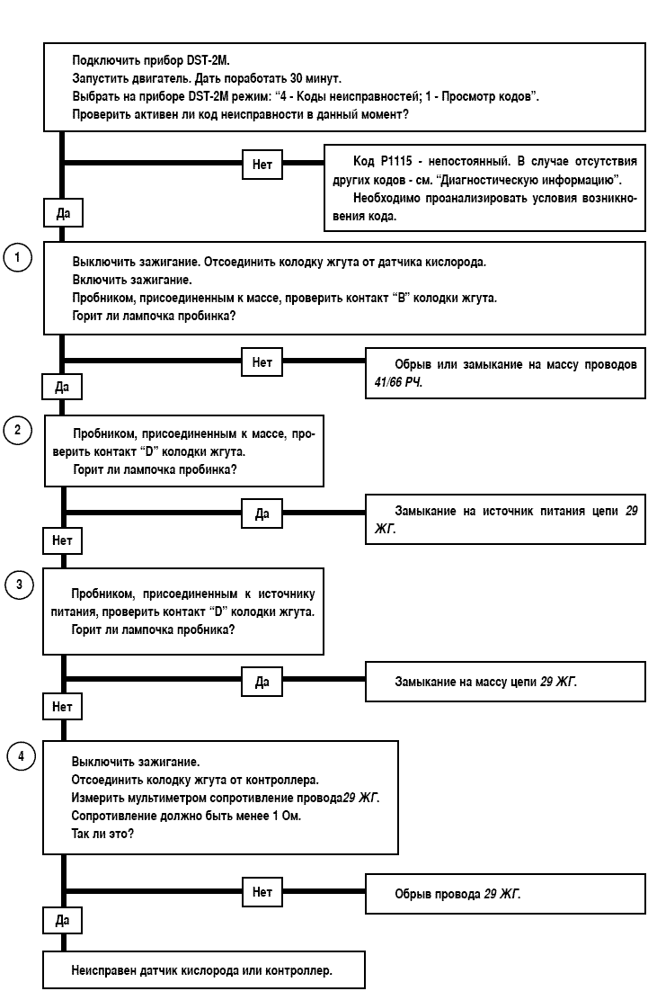 Подключить прибор DST-2M.
Запустить двигатель. Дать поработать 30 минут.
Выбрать на приборе DST-2M режим: “4 - Коды неисправностей; 1 - Просмотр кодов”.
Проверить активен ли код неисправности в данный момент?
Нет
Код P1115 - непостоянный. В случае отсутствия
других кодов - см. “Диагностическую информацию”.
Необходимо проанализировать условия возникно-
вения кода.
Да
1
Выключить зажигание. Отсоединить колодку жгута от датчика кислорода.
Включить зажигание.
Пробником, присоединенным к массе, проверить контакт “B” колодки жгута.
Горит ли лампочка пробинка?
Нет
Обрыв или замыкание на массу проводов
41/66 РЧ.
Да
2
Пробником, присоединенным к массе, про-
верить контакт “D” колодки жгута.
Горит ли лампочка пробинка?
Да
Замыкание на источник питания цепи 29
ЖГ.
Нет
3
Пробником, присоединенным к источнику
питания, проверить контакт “D” колодки жгута.
Горит ли лампочка пробника?
Да
Замыкание на массу цепи 29 ЖГ.
Нет
4
Выключить зажигание.
Отсоединить колодку жгута от контроллера.
Измерить мультиметром сопротивление провода29 ЖГ.
Сопротивление должно быть менее 1 Ом.
Так ли это?
Нет
Обрыв провода 29 ЖГ.
Да
Неисправен датчик кислорода или контроллер.